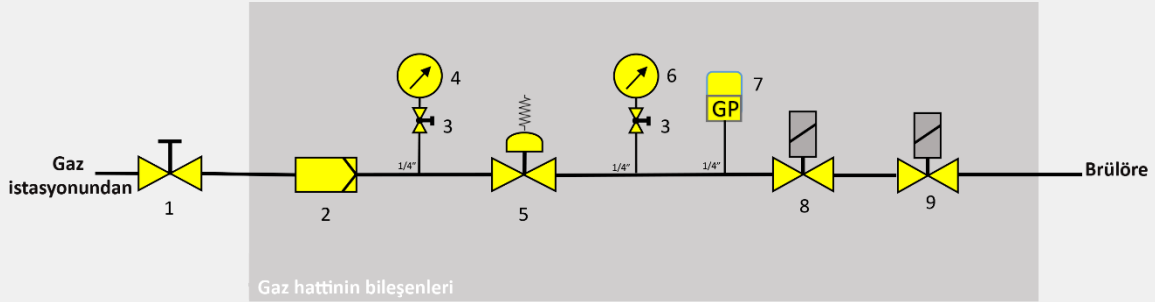 4
6
7
GP
3
3
1/4″
1/4″
1/4″
Gaz
istasyonundan
Brülöre
1
2
5
8
9
Gaz hattinin bileşenleri